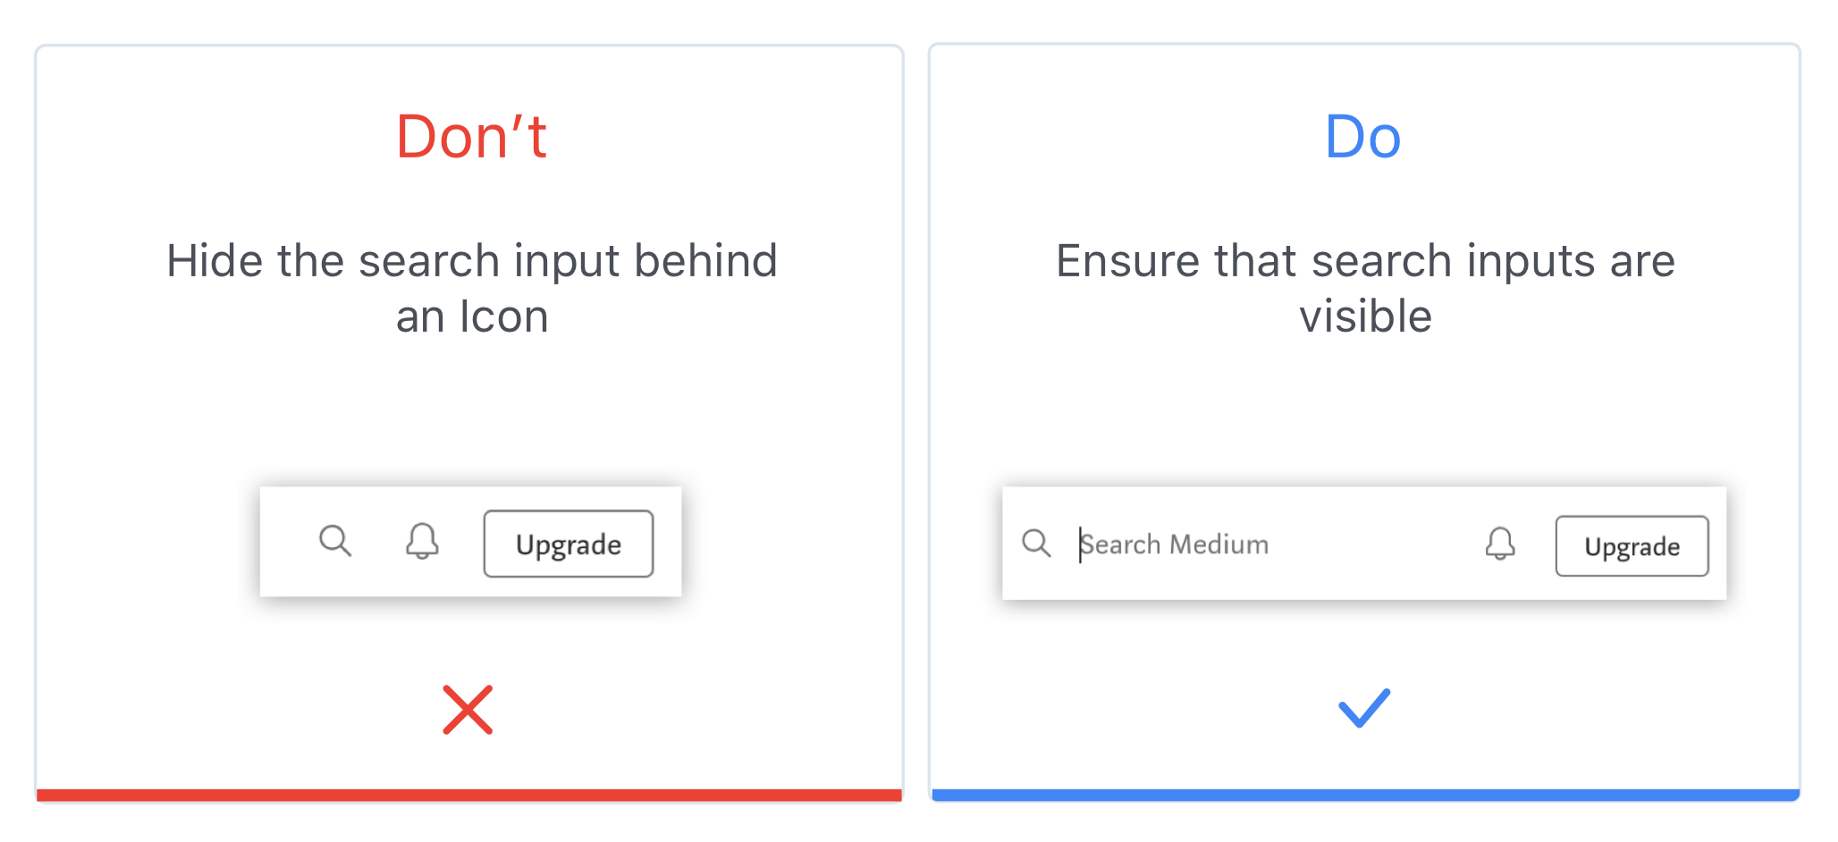 Don’t
Hide the search input behind
an Icon
Upgrade
Do
Ensure that search inputs are
visible
Search Medium
Upgrade